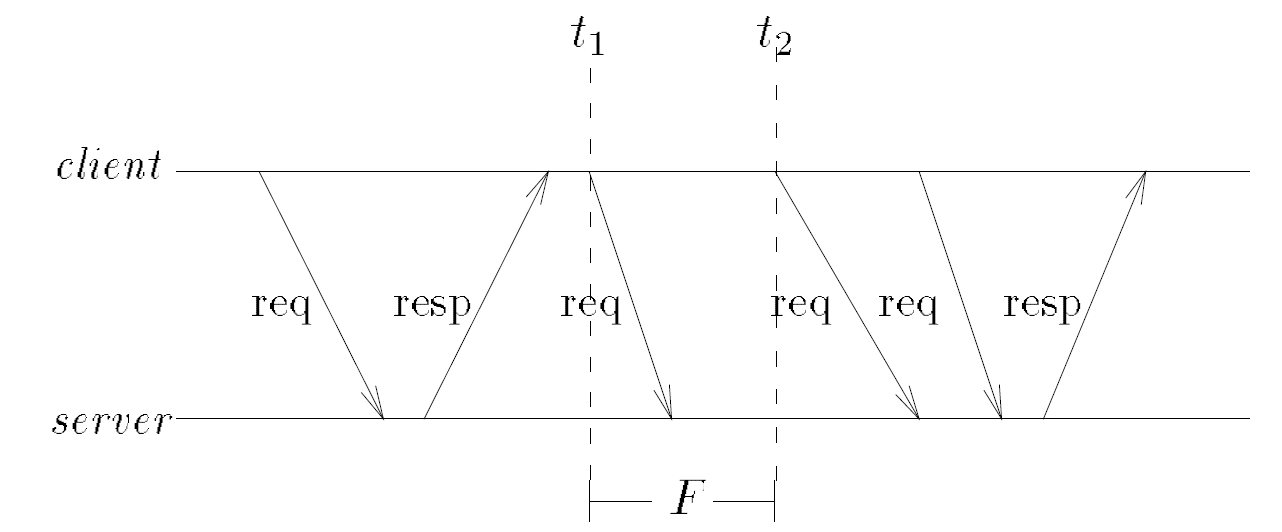 t1 t2
client
req resp req req req resp
server
F